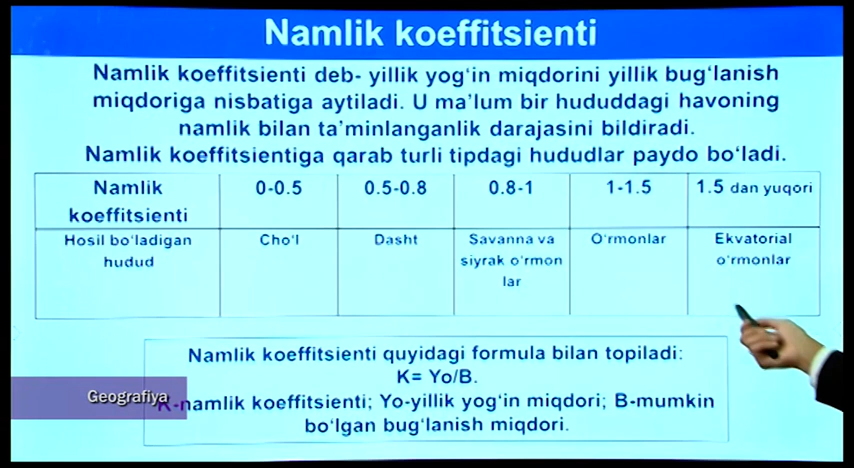 Namlik koeffitsienti
Namlik koeffitsienti deb- yillik yog‘in miqdorini yillik bug‘lanish
miqdoriga nisbatiga aytiladi. U ma’lum bir hududdagi havoning
namlik bilan ta’minlanganlik darajasini bildiradi.
Namlik koeffitsientiga qarab turli tipdagi hududlar paydo bo‘ladi.
Namlik koeffitsienti 0-0.5 0.5-0.8 0.8-1 1-1.5 1.5 dan yuqori
Hosil bo‘ladigan hudud Cho‘l Dasht Savanna va siyrak o‘rmon lar O‘rmonlar Ekvatorial o‘rmonlar
Namlik koeffitsienti quyidagi formula bilan topiladi:
K= Yo/B.
Geografiya
K-namlik koeffitsienti; Yo-yillik yog‘in miqdori; B-mumkin
bo‘lgan bug‘lanish miqdori.